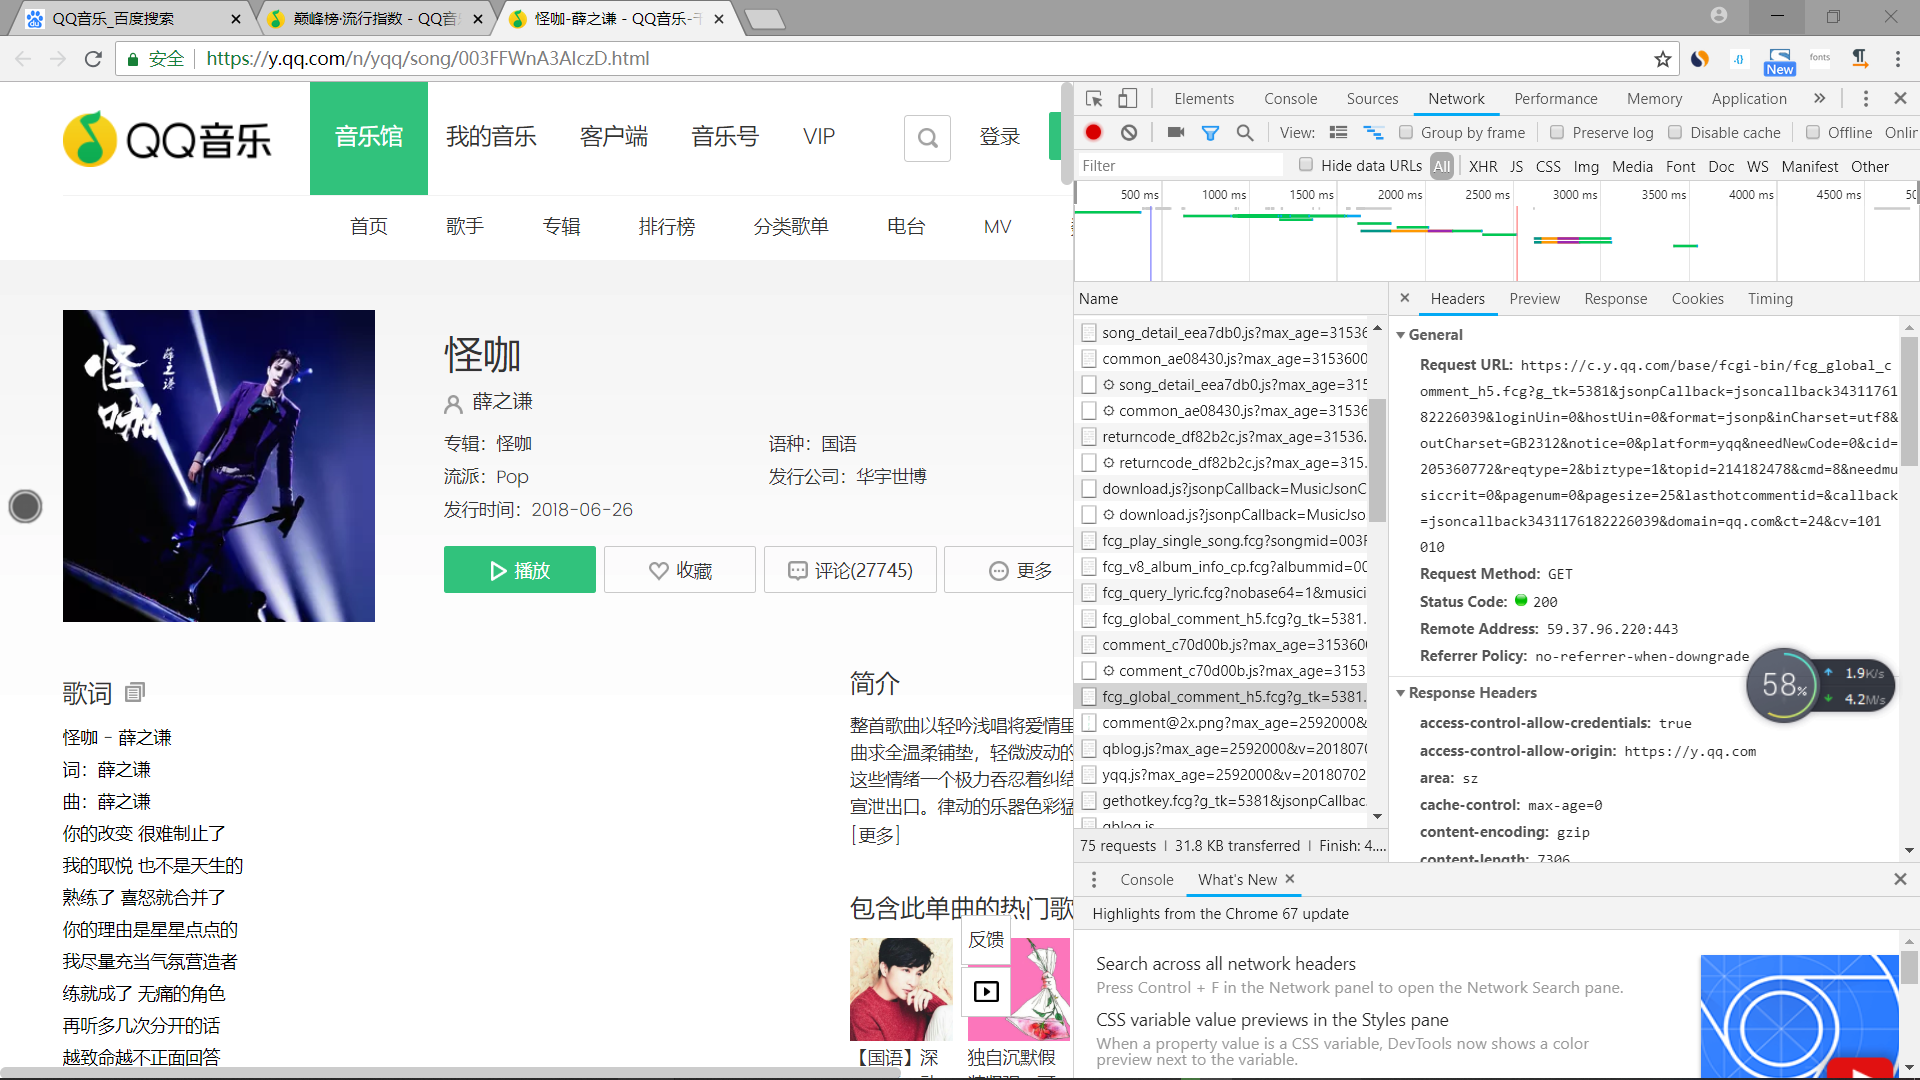 QQ音乐_百度搜索
巅峰榜·流行指数 - QQ音
怪咖-薛之谦 - QQ音乐-千
安全
https://y.qq.com/n/yqq/song/003FFWnA3AIczD.html
fonts
New
QQ音乐
音乐馆
我的音乐
客户端
音乐号
VIP
登录
首页
歌手
专辑
排行榜
分类歌单
电台
MV
怪咖
薛之谦
怪咖
薛之谦
专辑：怪咖
语种：国语
流派：Pop
发行公司：华宇世博
发行时间：2018-06-26
播放
收藏
评论(27745)
更多
歌词
怪咖 - 薛之谦
词：薛之谦
曲：薛之谦
你的改变 很难制止了
我的取悦 也不是天生的
熟练了 喜怒就合并了
你的理由是星星点点的
我尽量充当气氛营造者
练就成了 无痛的角色
再听多几次分开的话
越致命越不正面回答
简介
整首歌曲以轻吟浅唱将爱情里
曲求全温柔铺垫，轻微波动的
这些情绪一个极力吞忍着纠结
宣泄出口。律动的乐器色彩猛
[更多]
包含此单曲的热门歌
反馈
【国语】深
独自沉默假
Elements
Console
Sources
Network
Performance
Memory
Application
View:
Group by frame
Preserve log
Disable cache
Offline
Onlin
Filter
Hide data URLs
All
XHR
JS
CSS
Img
Media
Font
Doc
WS
Manifest
Other
500 ms
1000 ms
1500 ms
2000 ms
2500 ms
3000 ms
3500 ms
4000 ms
4500 ms
Name
song_detail_eea7db0.js?max_age=31536
common_ae08430.js?max_age=3153600
song_detail_eea7db0.js?max_age=315
common_ae08430.js?max_age=31536
returncode_df82b2c.js?max_age=31536.
returncode_df82b2c.js?max_age=315.
download.js?jsonpCallback=MusicJsonC
download.js?jsonpCallback=MusicJso
fcg_play_single_song.fcg?songmid=003F
fcg_v8_album_info_cp.fcg?albummid=00
fcg_query_lyric.fcg?nobase64=1&musici
fcg_global_comment_h5.fcg?g_tk=5381.
comment_c70d00b.js?max_age=3153600
comment_c70d00b.js?max_age=3153
fcg_global_comment_h5.fcg?g_tk=5381.
comment@2x.png?max_age=2592000&
qblog.js?max_age=2592000&v=2018070
yqq.js?max_age=2592000&v=20180702
gethotkey.fcg?g_tk=5381&jsonpCallbac.
qblog.js
75 requests | 31.8 KB transferred | Finish: 4....
Headers
Preview
Response
Cookies
Timing
General
Request URL: https://c.y.qq.com/base/fcgi-bin/fcg_global_c
omment_h5.fcg?g_tk=5381&jsonpCallback=jsoncallback34311761
82226039&loginUin=0&hostUin=0&format=jsonp&inCharset=utf8&
outCharset=GB2312&notice=0&platform=yqq&needNewCode=0&cid=
205360772&reqtype=2&biztype=1&topid=214182478&cmd=8&needmu
siccrit=0&pagenum=0&pagesize=25&lasthotcommentid=&callback
=jsoncallback3431176182226039&domain=qq.com&ct=24&cv=101
010
Request Method: GET
Status Code: 200
Remote Address: 59.37.96.220:443
Referrer Policy: no-referrer-when-downgrade
Response Headers
access-control-allow-credentials: true
access-control-allow-origin: https://y.qq.com
area: sz
cache-control: max-age=0
content-encoding: gzip
content-length: 7306
58%
1.9K/s
4.2M/s
Console
What's New
Highlights from the Chrome 67 update
Search across all network headers
Press Control + F in the Network panel to open the Network Search pane.
CSS variable value previews in the Styles pane
When a property value is a CSS variable, DevTools now shows a color
preview next to the variable.